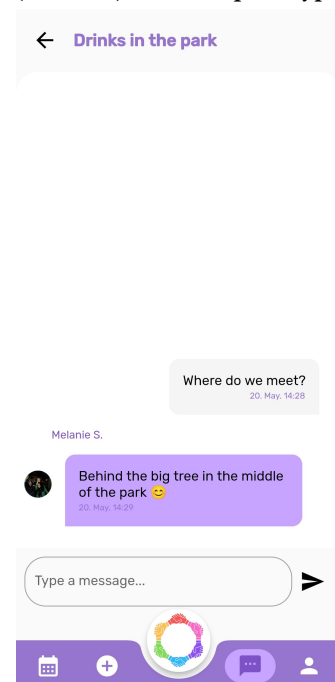 Drinks in the park
Where do we meet?
20. May. 14:28
Melanie S.
Behind the big tree in the middle
of the park 😊
20. May. 14:29
Type a message...